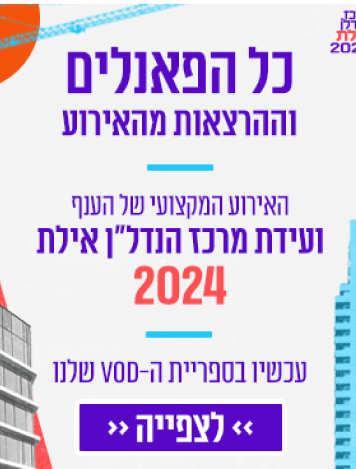 כל הפאנלים
וההרצאות מהאירוע
האירוע המקצועי של הענף
ועידת מרכז הנדל"ן אילת
2024
עכשיו בספריית ה-VOD שלנו
>> לצפייה <<